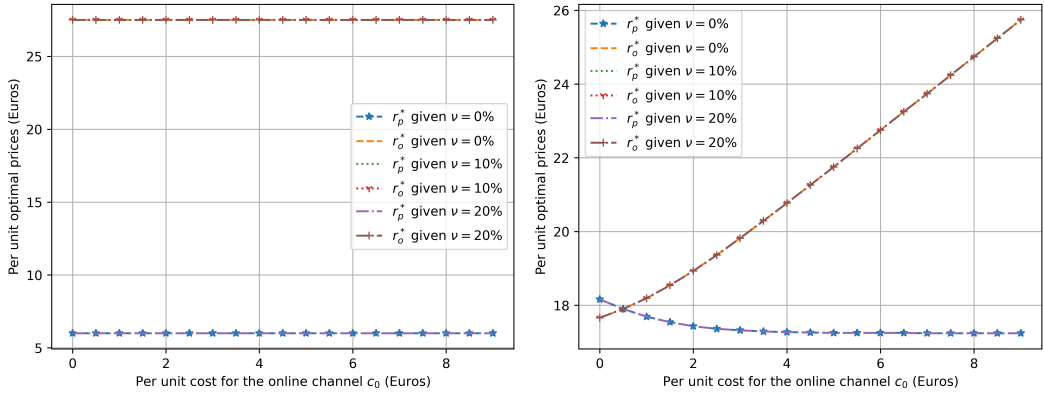 25
20
15
10
5
0
2
4
6
8
Per unit optimal prices (Euros)
Per unit cost for the online channel c₀ (Euros)
r*ₚ given ν = 0%
r*ₒ given ν = 0%
r*ₚ given ν = 10%
r*ₒ given ν = 10%
r*ₚ given ν = 20%
r*ₒ given ν = 20%
26
24
22
20
18
0
2
4
6
8
Per unit optimal prices (Euros)
Per unit cost for the online channel c₀ (Euros)
r*ₚ given ν = 0%
r*ₒ given ν = 0%
r*ₚ given ν = 10%
r*ₒ given ν = 10%
r*ₚ given ν = 20%
r*ₒ given ν = 20%